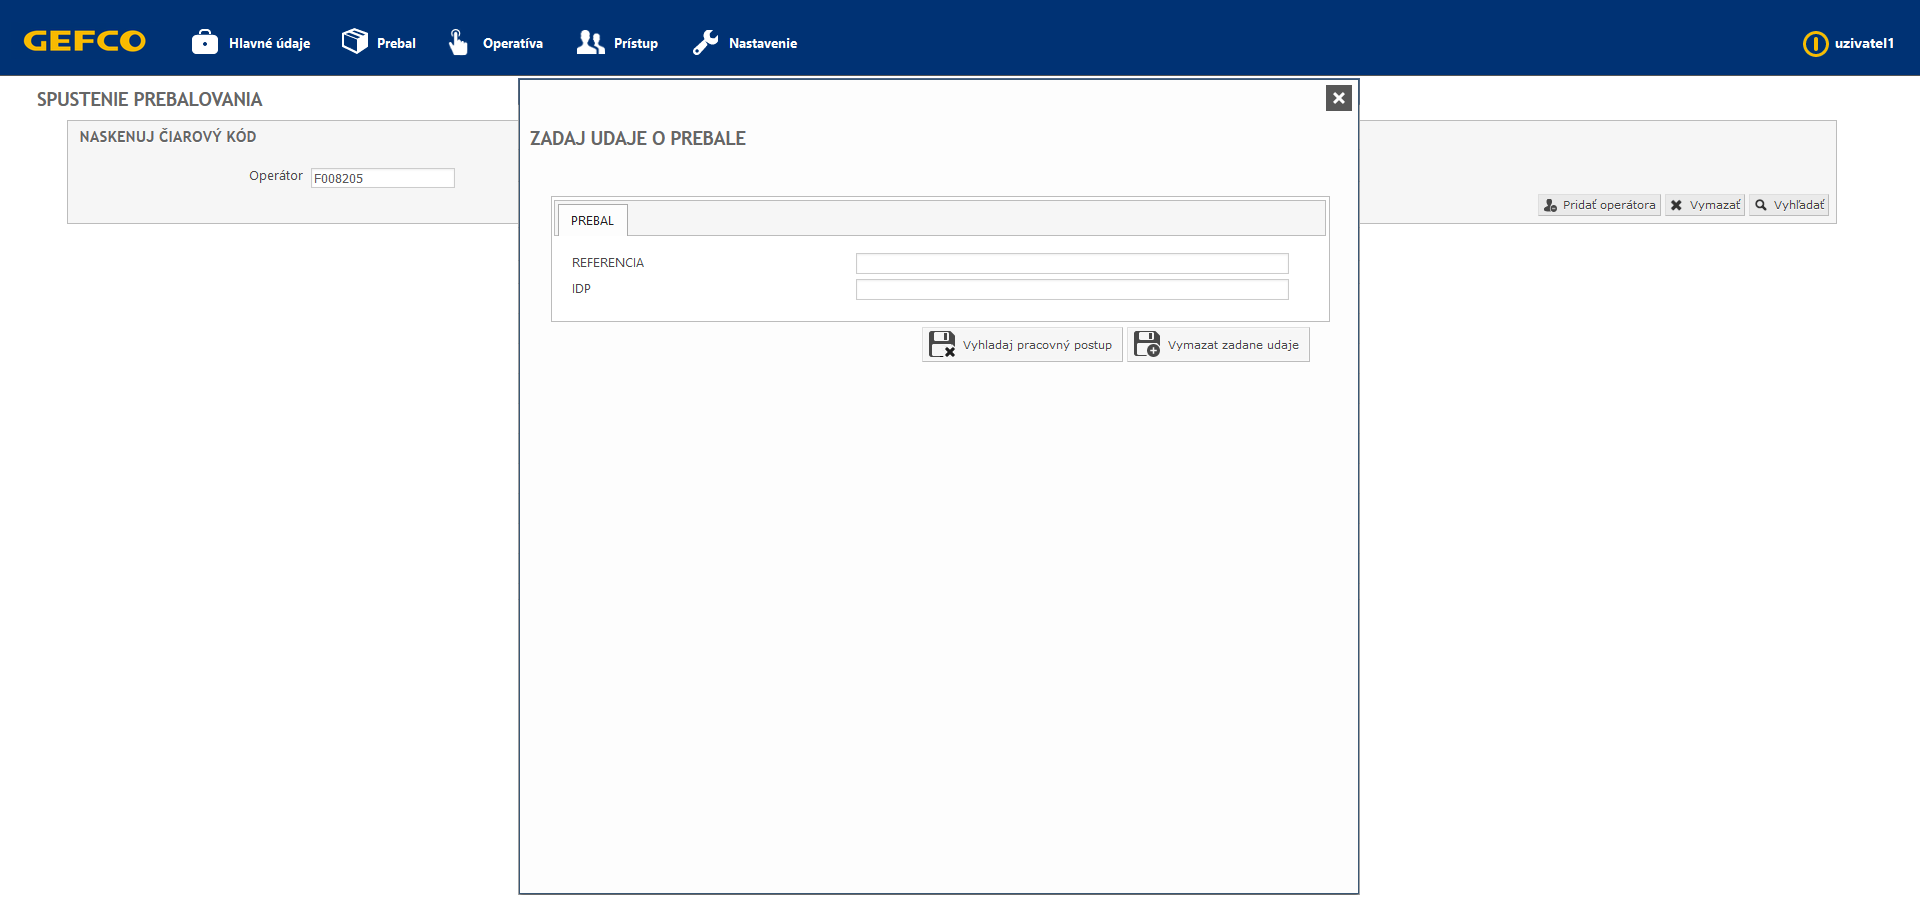 GEFCO
Hlavné údaje
Prebal
Operatíva
Prístup
Nastavenie
uzivatel1
SPUSTENIE PREBALOVANIA
NASKENUJ ČIAROVÝ KÓD
Operátor F008205
Pridať operátora
Vymazať
Vyhľadať
ZADAJ UDAJE O PREBALE
PREBAL
REFERENCIA
IDP
Vyhladaj pracovný postup
Vymazat zadane udaje